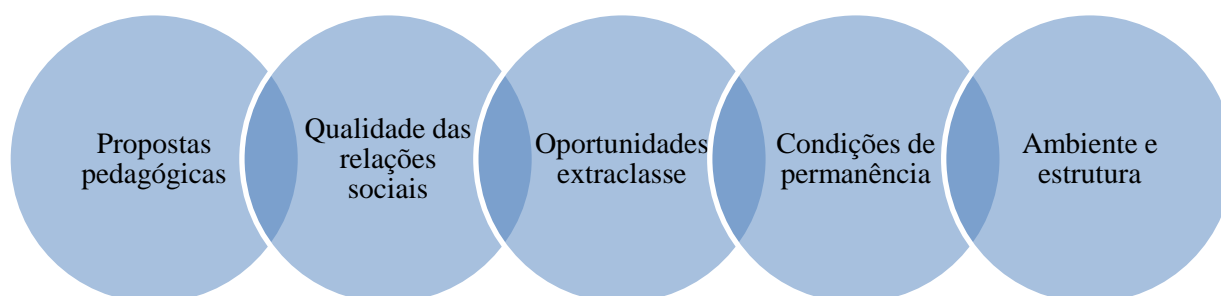 Propostas
pedagógicas
Qualidade das
relações
sociais
Oportunidades
extraclasse
Condições de
permanência
Ambiente e
estrutura